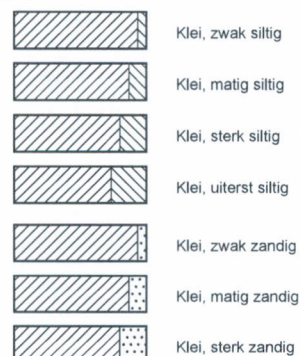 Klei, zwak siltig
Klei, matig siltig
Klei, sterk siltig
Klei, uiterst siltig
Klei, zwak zandig
Klei, matig zandig
Klei, sterk zandig